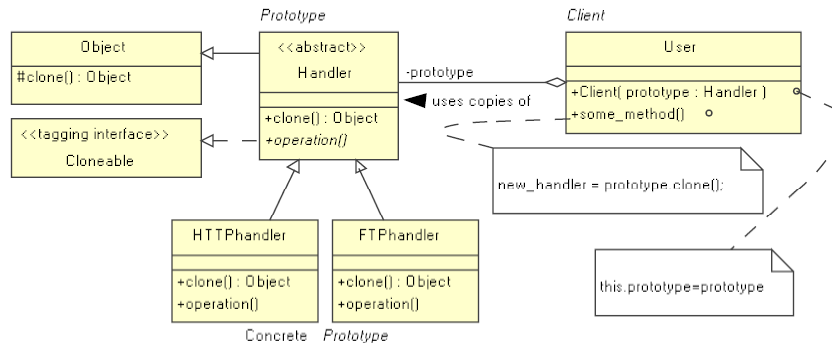 Prototype
Client
Object
#clone() : Object
<<abstract>>
Handler
+clone() : Object
+operation()
-prototype
uses copies of
User
+Client( prototype : Handler )
+some_method()
<<tagging interface>>
Cloneable
new_handler = prototype.clone();
HTTPhandler
+clone() : Object
+operation()
FTPhandler
+clone() : Object
+operation()
this.prototype=prototype
Concrete Prototype